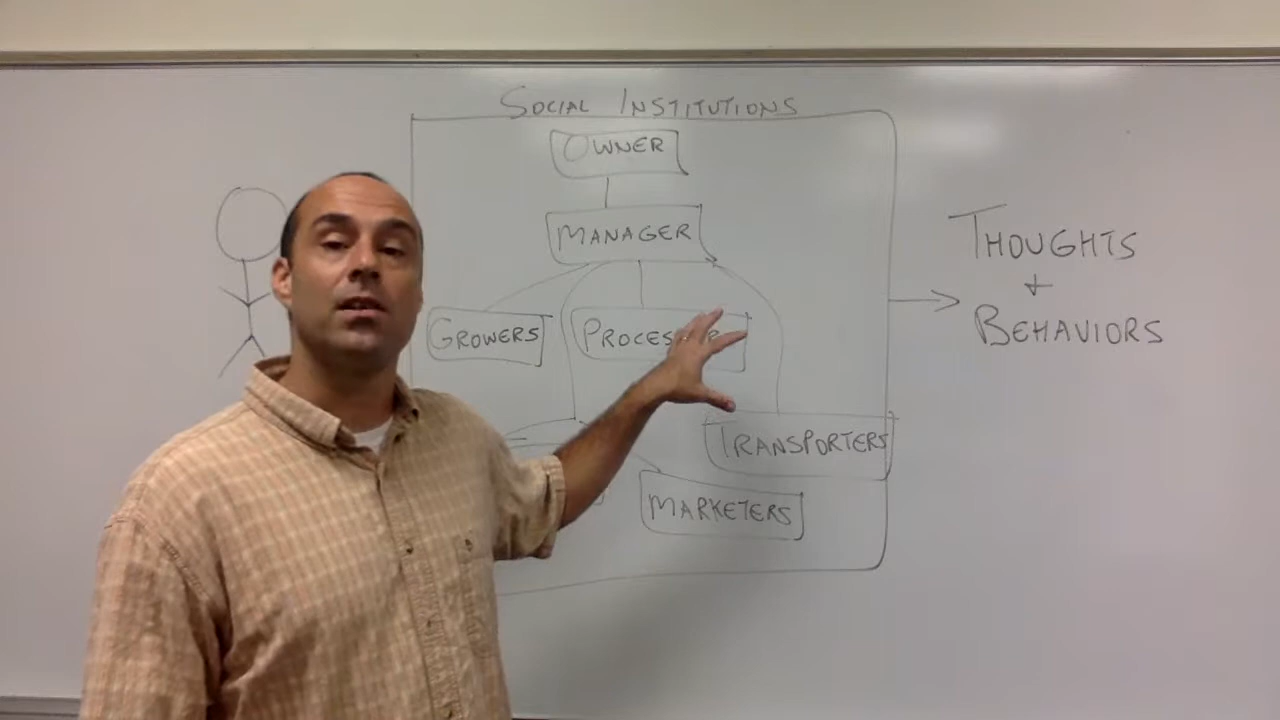 SOCIAL INSTITUTIONS
OWNER
MANAGER
GROWERS
TRANSPORTERS
MARKETERS
THOUGHTS
+
BEHAVIORS